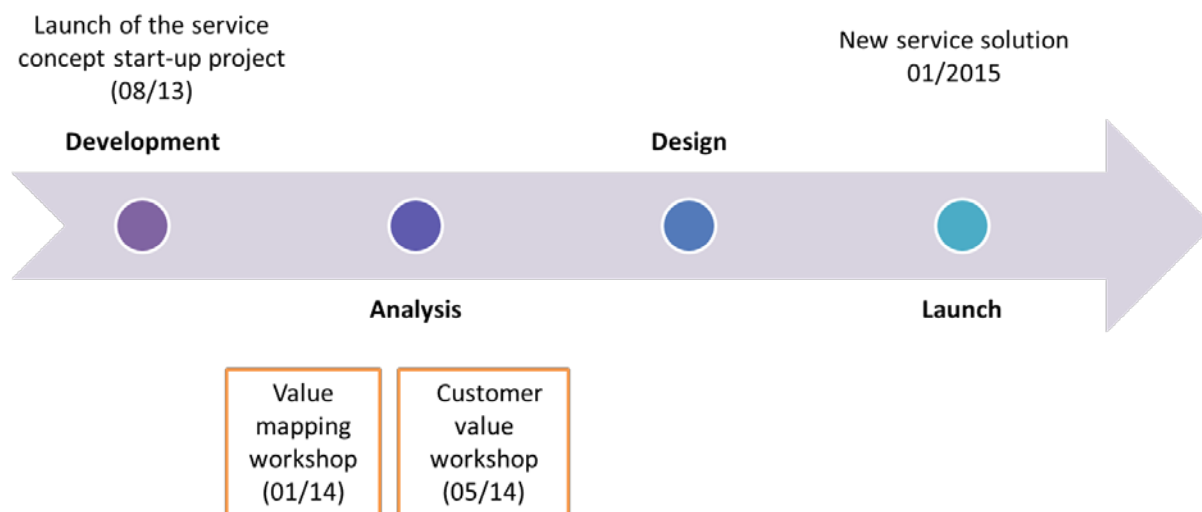 Launch of the service
concept start-up project
(08/13)
New service solution
01/2015
Development
Design
Analysis
Launch
Value
mapping
workshop
(01/14)
Customer
value
workshop
(05/14)